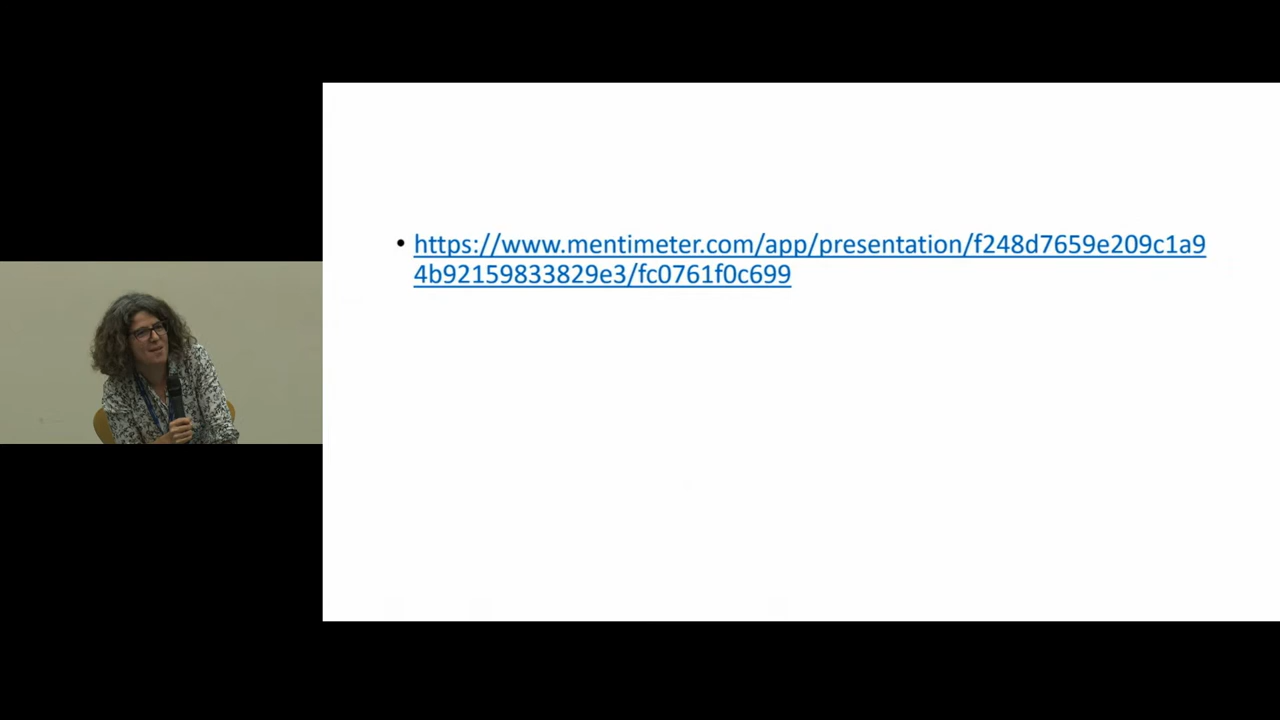 • https://www.mentimeter.com/app/presentation/f248d7659e209c1a9
4b92159833829e3/fc0761f0c699